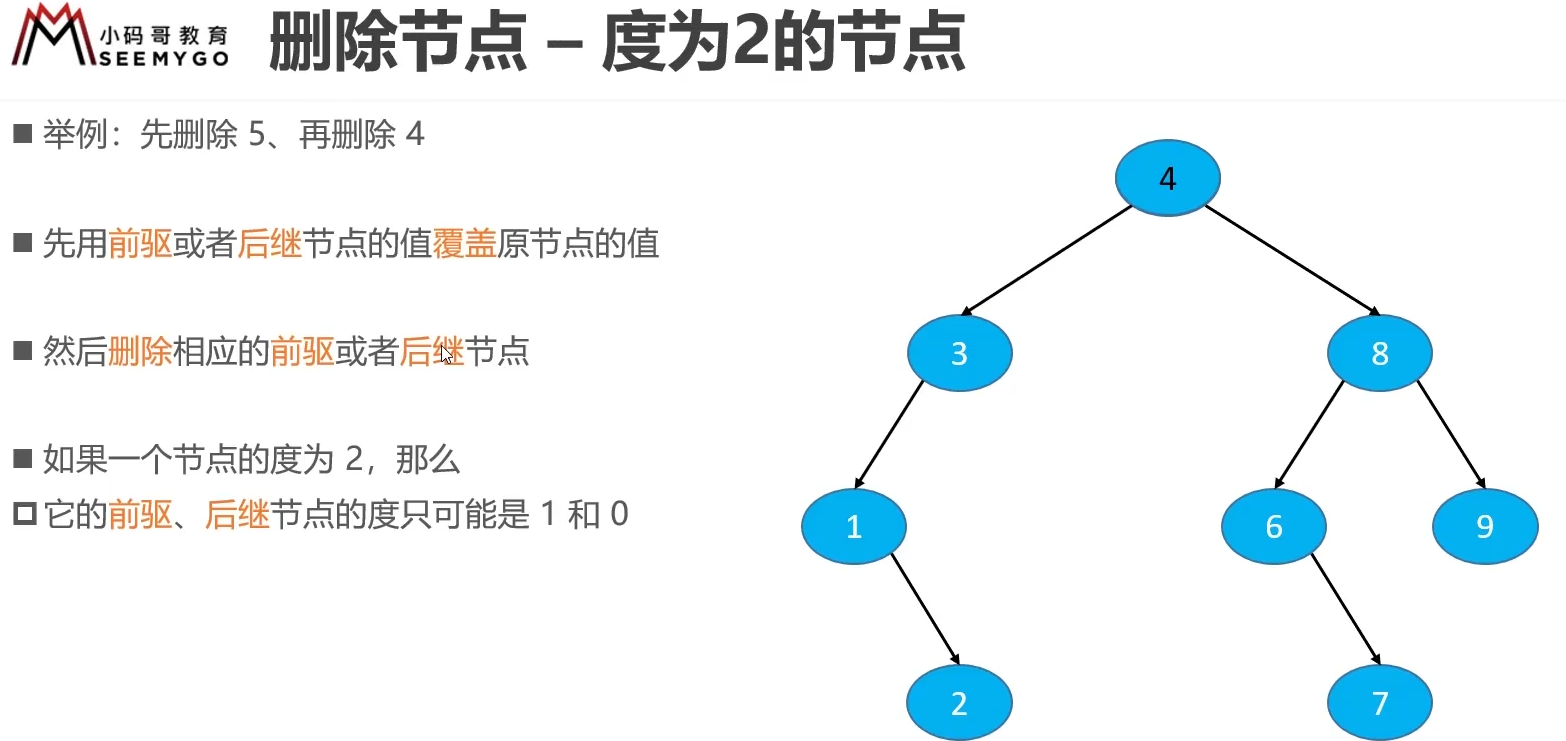 小码哥教育
SEEMYGO
删除节点 – 度为2的节点
举例：先删除 5、再删除 4
先用前驱或者后继节点的值覆盖原节点的值
然后删除相应的前驱或者后继节点
如果一个节点的度为 2，那么
它的前驱、后继节点的度只可能是 1 和 0
4
3
8
1
6
9
2
7